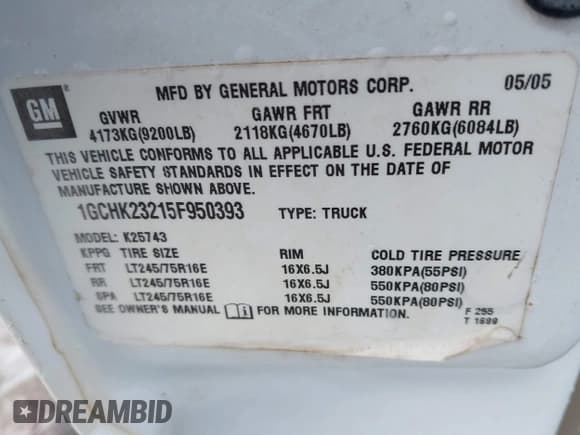 GM
MFD BY GENERAL MOTORS CORP. 05/05
GVWR GAWR FRT GAWR RR
4173KG(9200LB) 2118KG(4670LB) 2760KG(6084LB)
THIS VEHICLE CONFORMS TO ALL APPLICABLE U.S. FEDERAL MOTOR
VEHICLE SAFETY STANDARDS IN EFFECT ON THE DATE OF
MANUFACTURE SHOWN ABOVE.
1GCHK23215F950393 TYPE: TRUCK
MODEL: K25743
KPPG TIRE SIZE RIM COLD TIRE PRESSURE
FRT LT245/75R16E 16X6.5J 380KPA(55PSI)
RR LT245/75R16E 16X6.5J 550KPA(80PSI)
SPA LT245/75R16E 16X6.5J 550KPA(80PSI)
SEE OWNER'S MANUAL FOR MORE INFORMATION.
F 255
T 1699
DREAMBID